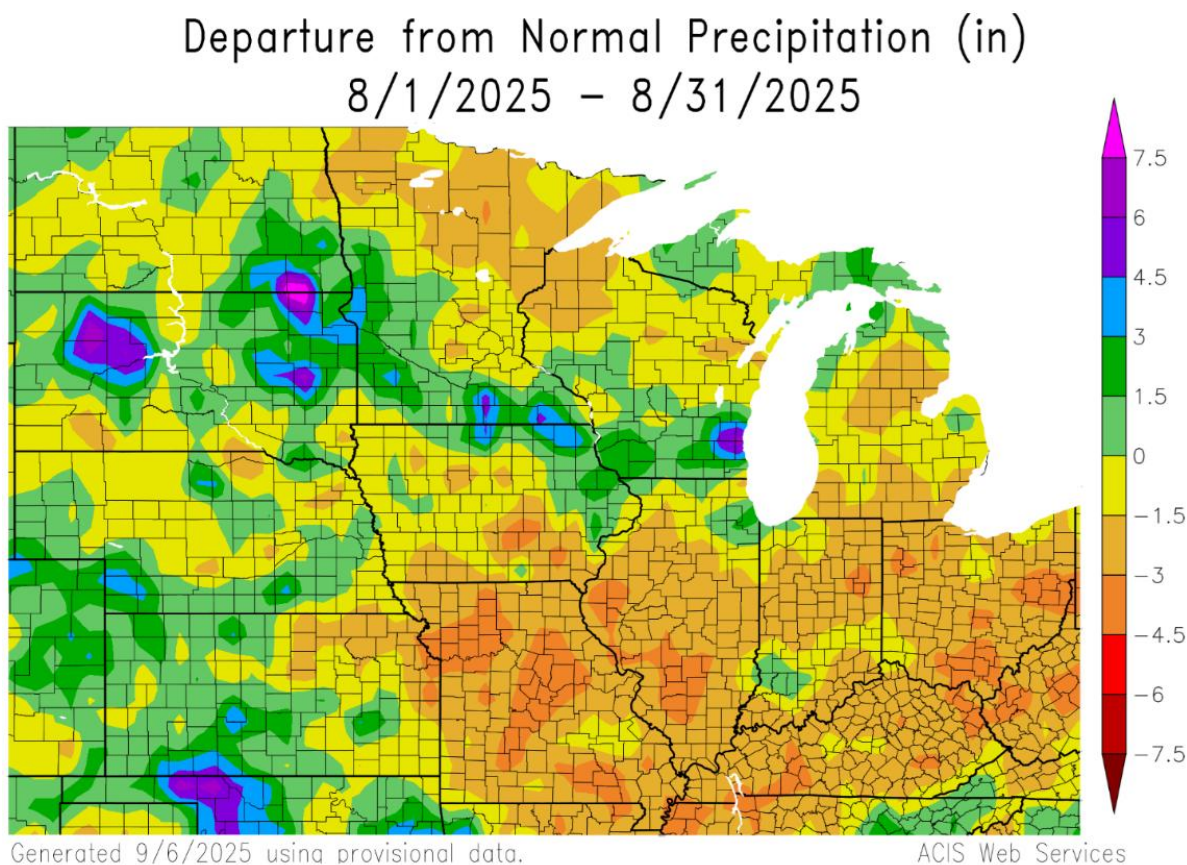 Departure from Normal Precipitation (in)
8/1/2025 – 8/31/2025
7.5
6
4.5
3
1.5
0
-1.5
-3
-4.5
-6
-7.5
Generated 9/6/2025 using provisional data.
ACIS Web Services